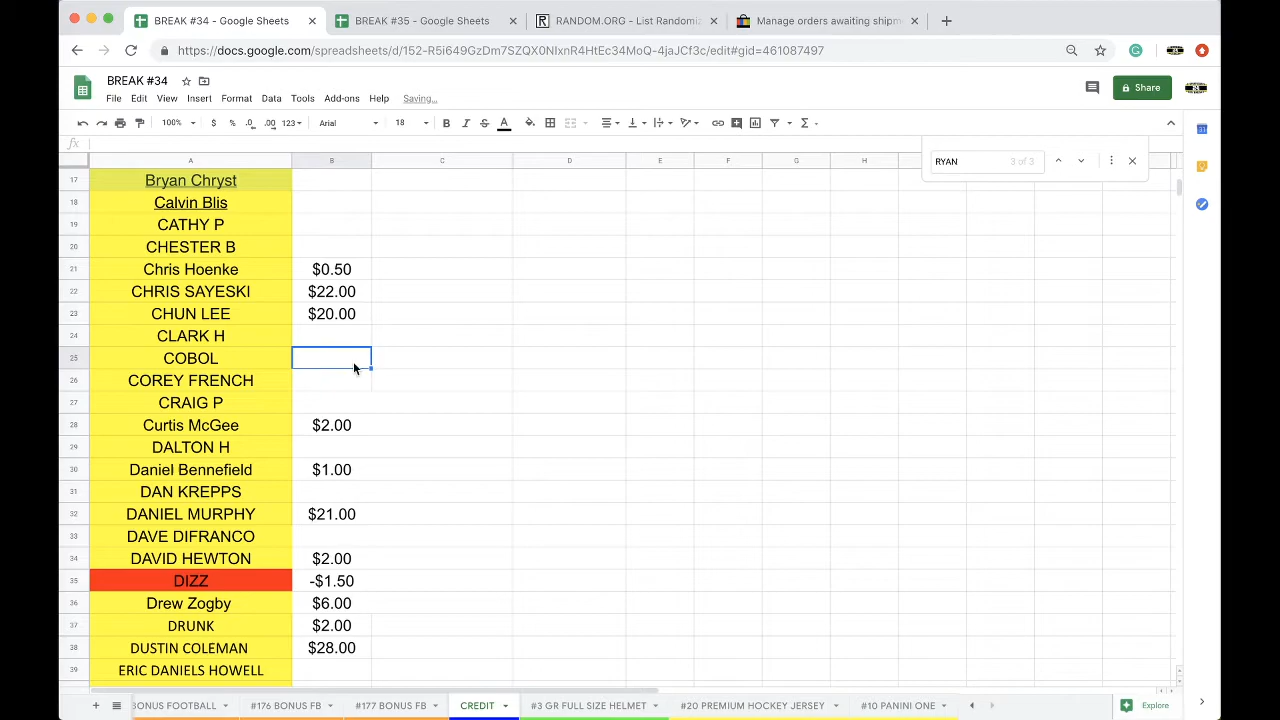 BREAK #34 - Google Sheets
BREAK #35 - Google Sheets
RANDOM.ORG - List Randomiz
Manage orders awaiting shipm
https://docs.google.com/spreadsheets/d/152-R5i649GzDm7SZQX0NlxnR4HtEc34MoQ-4jaJCf3c/edit#gid=461087497
BREAK #34
File Edit View Insert Format Data Tools Add-ons Help Saving...
Share
100% $ % .0 .00 123 Arial 18 B I S A
fx
RYAN 3 of 3
A B C D E F G H
17 Bryan Chryst
18 Calvin Blis
19 CATHY P
20 CHESTER B
21 Chris Hoenke $0.50
22 CHRIS SAYESKI $22.00
23 CHUN LEE $20.00
24 CLARK H
25 COBOL
26 COREY FRENCH
27 CRAIG P
28 Curtis McGee $2.00
29 DALTON H
30 Daniel Bennefield $1.00
31 DAN KREPPS
32 DANIEL MURPHY $21.00
33 DAVE DIFRANCO
34 DAVID HEWTON $2.00
35 DIZZ -$1.50
36 Drew Zogby $6.00
37 DRUNK $2.00
38 DUSTIN COLEMAN $28.00
39 ERIC DANIELS HOWELL
BONUS FOOTBALL #176 BONUS FB #177 BONUS FB CREDIT #3 GR FULL SIZE HELMET #20 PREMIUM HOCKEY JERSEY #10 PANINI ONE Explore